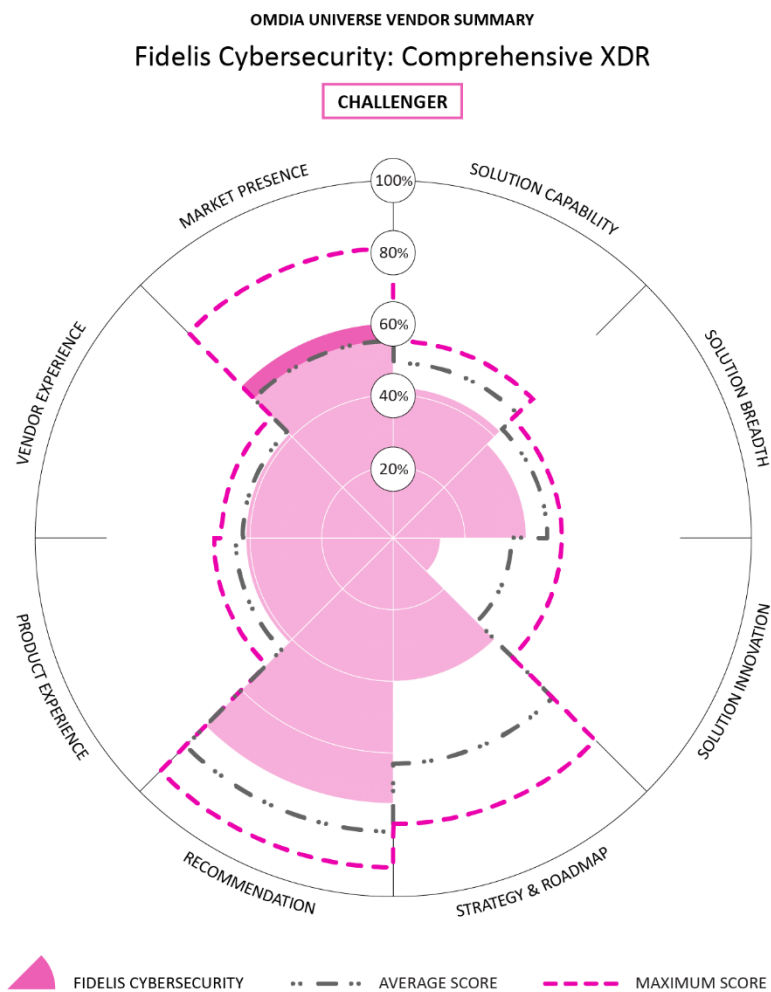 OMDIA UNIVERSE VENDOR SUMMARY
Fidelis Cybersecurity: Comprehensive XDR
CHALLENGER
MARKET PRESENCE
SOLUTION CAPABILITY
VENDOR EXPERIENCE
SOLUTION BREADTH
100%
80%
60%
40%
20%
PRODUCT EXPERIENCE
SOLUTION INNOVATION
RECOMMENDATION
STRATEGY & ROADMAP
FIDELIS CYBERSECURITY
AVERAGE SCORE
MAXIMUM SCORE